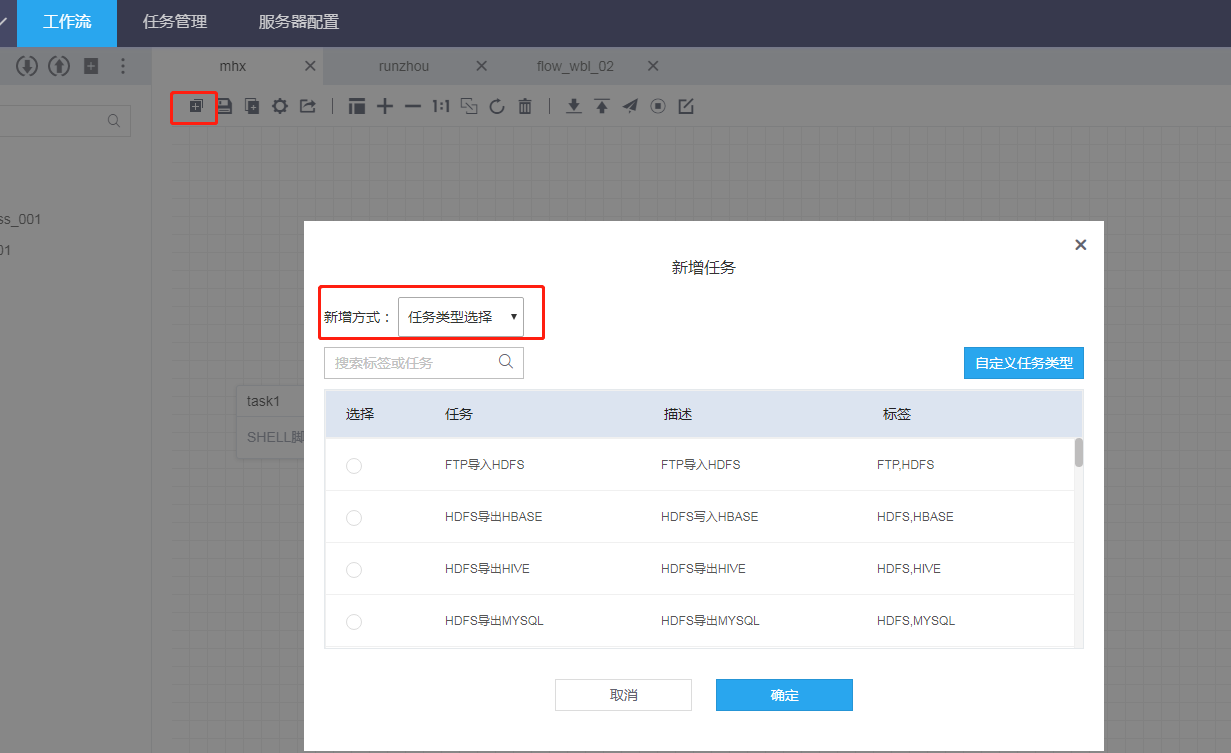 工作流 任务管理 服务器配置
mhx runzhou flow_wbl_02
1:1
ss_001
01
新增任务
新增方式： 任务类型选择
搜索标签或任务 自定义任务类型
选择 任务 描述 标签
task1
SHELL脚
FTP导入HDFS FTP导入HDFS FTP,HDFS
HDFS导出HBASE HDFS写入HBASE HDFS,HBASE
HDFS导出HIVE HDFS导出HIVE HDFS,HIVE
HDFS导出MYSQL HDFS导出MYSQL HDFS,MYSQL
取消 确定